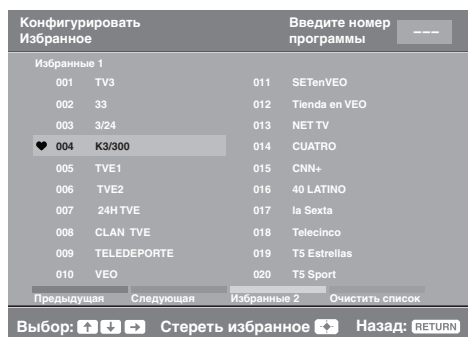 Конфигурировать
Избранное
Введите номер
программы
---
Избранные 1
001 TV3
002 33
003 3/24
004 K3/300
005 TVE1
006 TVE2
007 24H TVE
008 CLAN TVE
009 TELEDEPORTE
010 VEO
011 SETenVEO
012 Tienda en VEO
013 NET TV
014 CUATRO
015 CNN+
016 40 LATINO
017 la Sexta
018 Telecinco
019 T5 Estrellas
020 T5 Sport
Предыдущая Следующая Избранные 2 Очистить список
Выбор: Стереть избранное Назад: RETURN